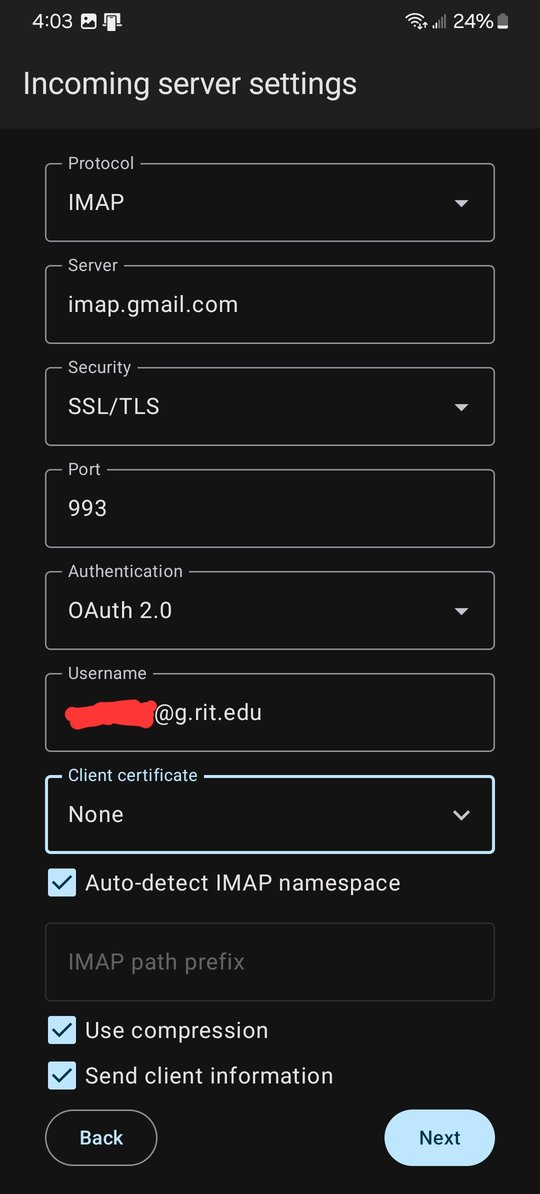 4:03 24%
Incoming server settings
Protocol
IMAP
Server
imap.gmail.com
Security
SSL/TLS
Port
993
Authentication
OAuth 2.0
Username
@g.rit.edu
Client certificate
None
Auto-detect IMAP namespace
IMAP path prefix
Use compression
Send client information
Back Next